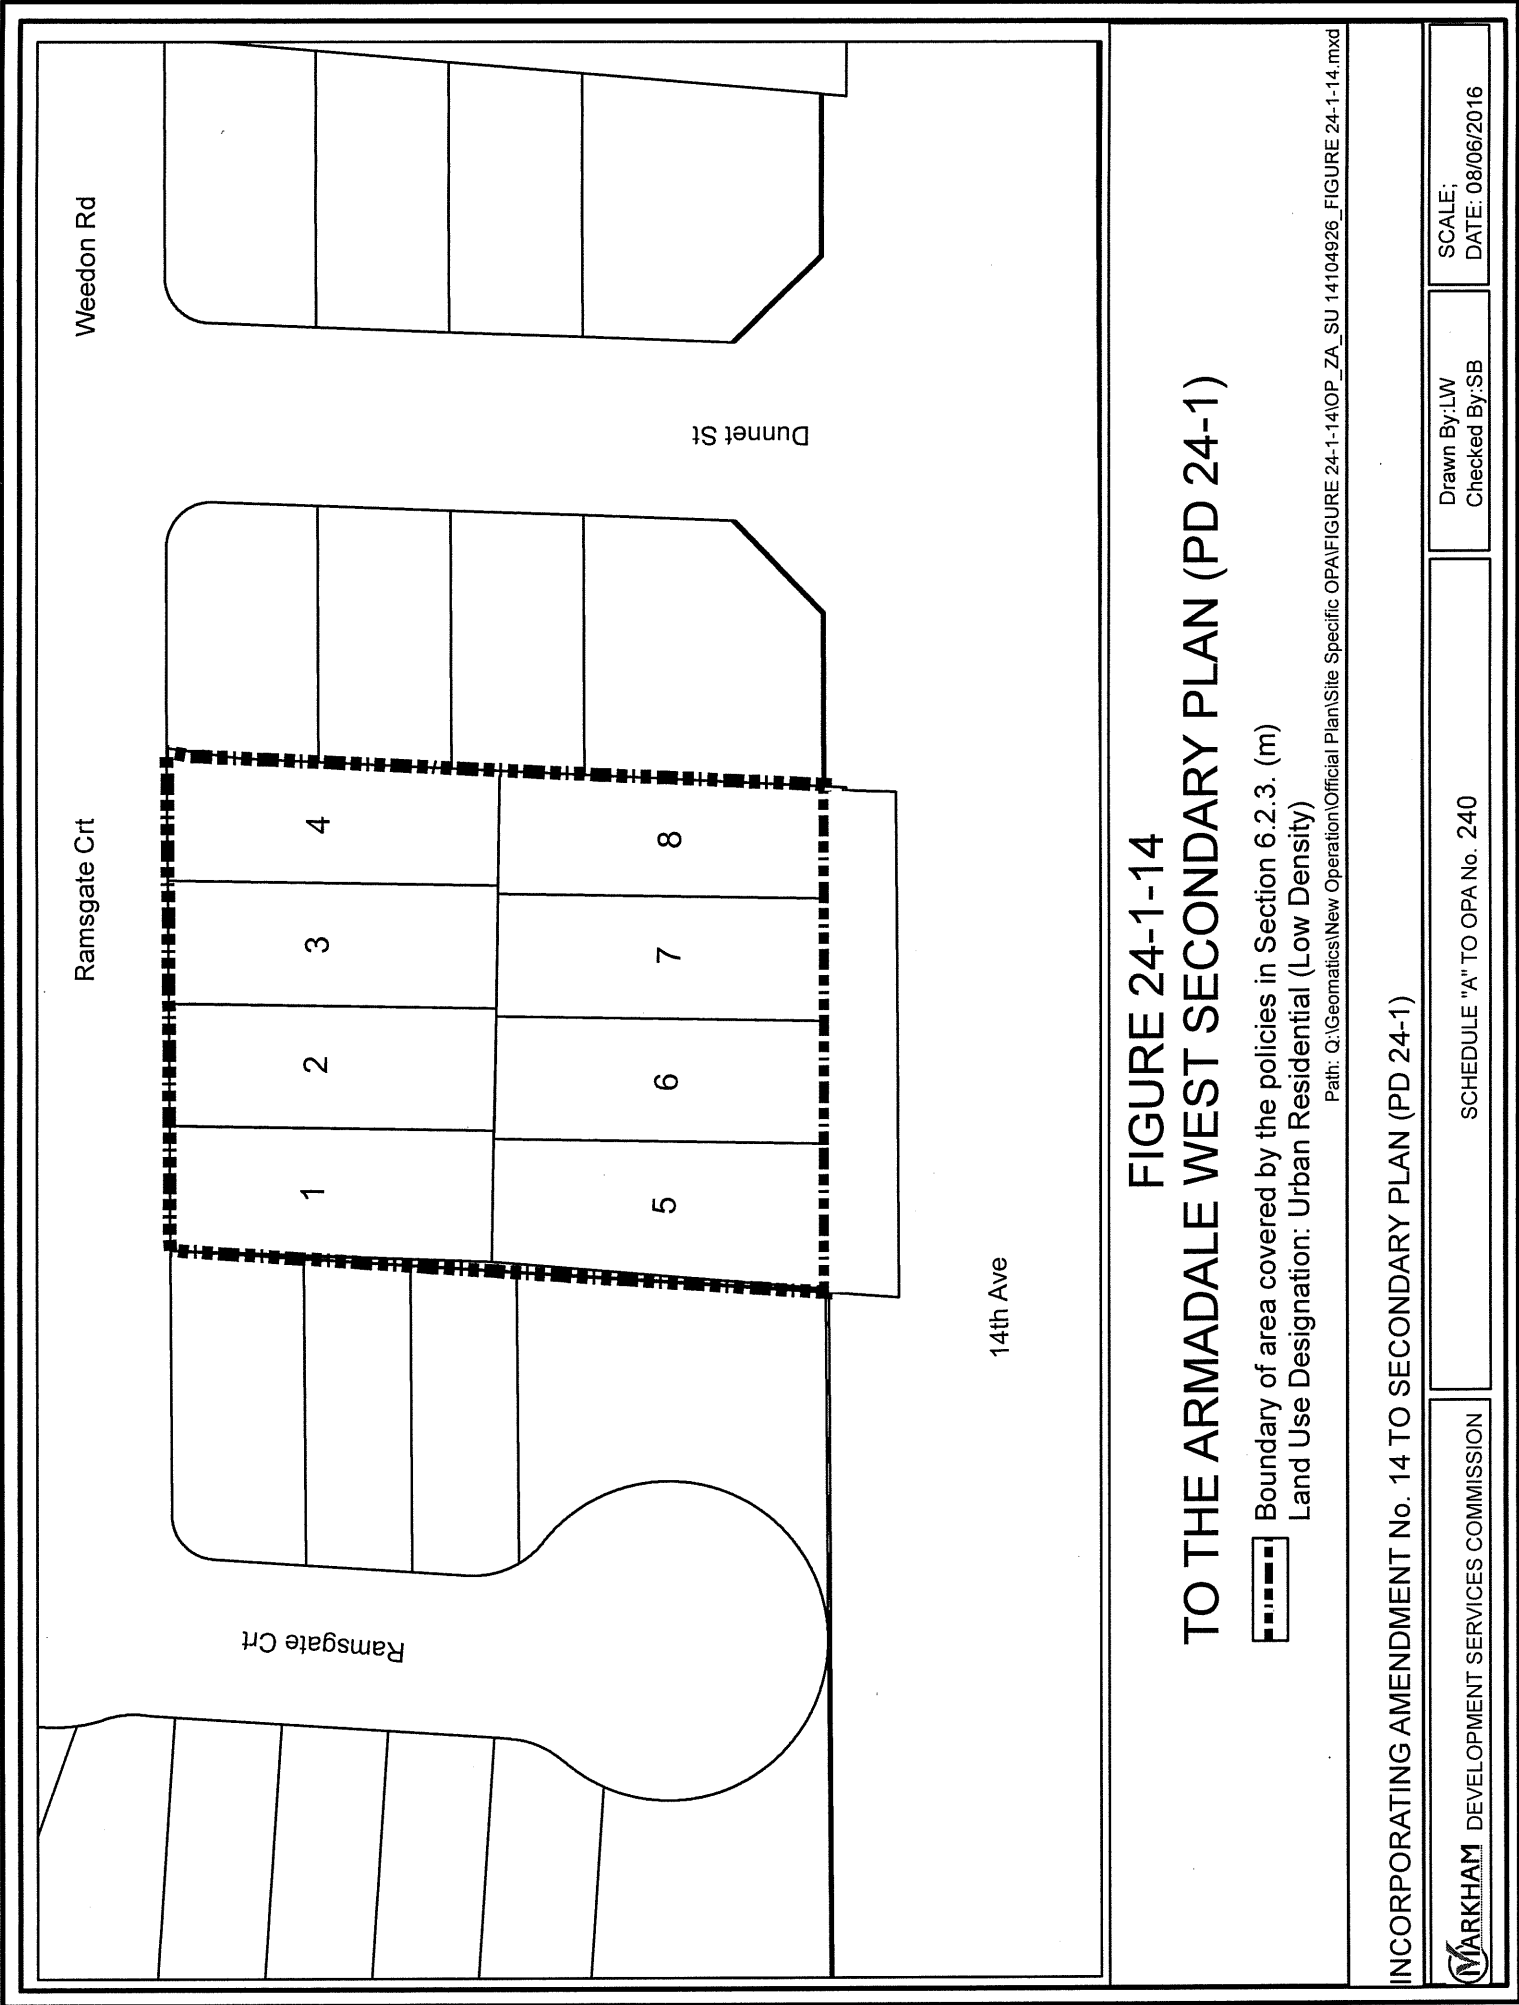 Ramsgate Crt
Weedon Rd
Ramsgate Crt
Dunnet St
1
2
3
4
5
6
7
8
14th Ave
FIGURE 24-1-14
TO THE ARMADALE WEST SECONDARY PLAN (PD 24-1)
Boundary of area covered by the policies in Section 6.2.3. (m)
Land Use Designation: Urban Residential (Low Density)
Path: Q:\Geomatics\New Operation\Official Plan\Site Specific OPA\FIGURE 24-1-14\OP_ZA_SU 14104926_FIGURE 24-1-14.mxd
INCORPORATING AMENDMENT No. 14 TO SECONDARY PLAN (PD 24-1)
MARKHAM DEVELOPMENT SERVICES COMMISSION
SCHEDULE "A" TO OPA No. 240
Drawn By:LW
Checked By:SB
SCALE;
DATE: 08/06/2016